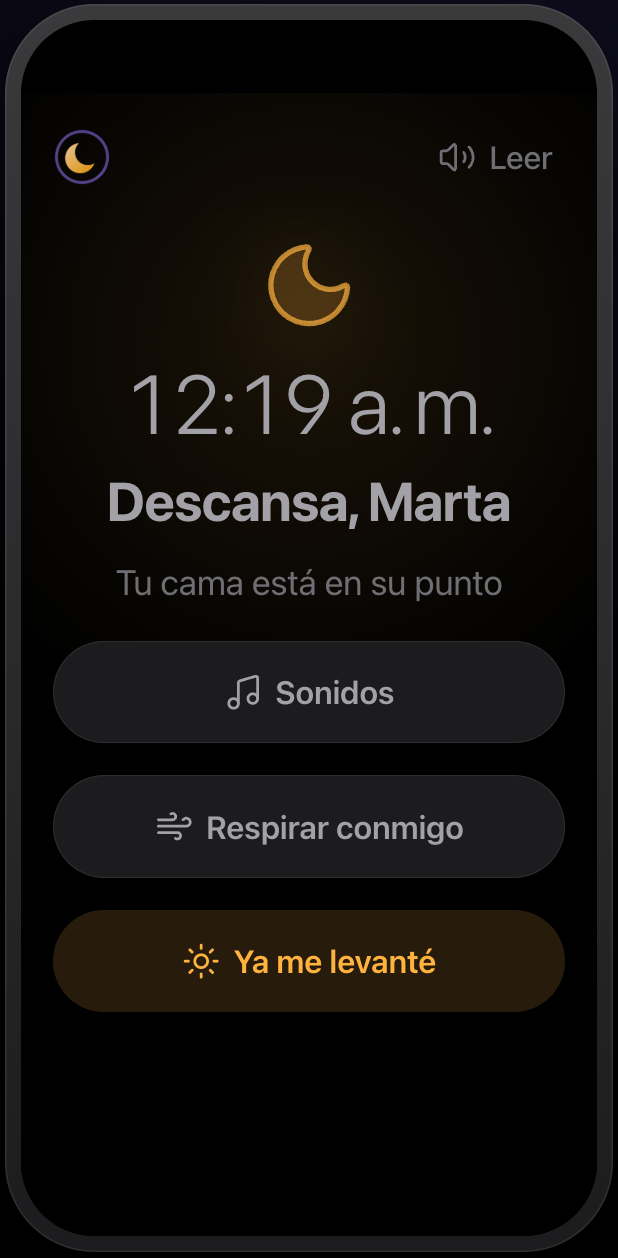 Leer
12:19 a. m.
Descansa, Marta
Tu cama está en su punto
Sonidos
Respirar conmigo
Ya me levanté